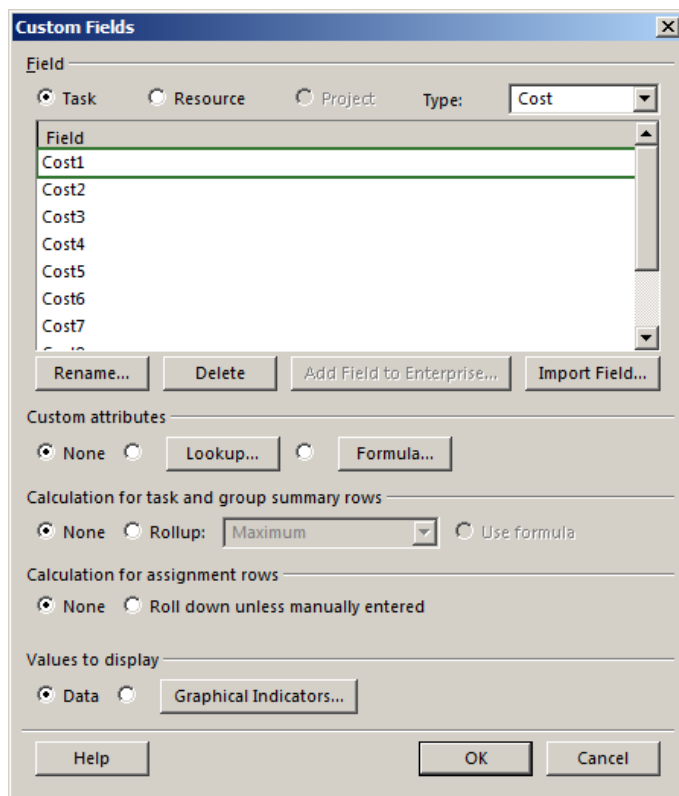 Custom Fields
Field
Task Resource Project Type: Cost
Field
Cost1
Cost2
Cost3
Cost4
Cost5
Cost6
Cost7
Rename... Delete Add Field to Enterprise... Import Field...
Custom attributes
None Lookup... Formula...
Calculation for task and group summary rows
None Rollup: Maximum Use formula
Calculation for assignment rows
None Roll down unless manually entered
Values to display
Data Graphical Indicators...
Help OK Cancel